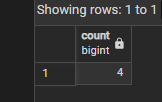 Showing rows: 1 to 1
count
bigint
1 4